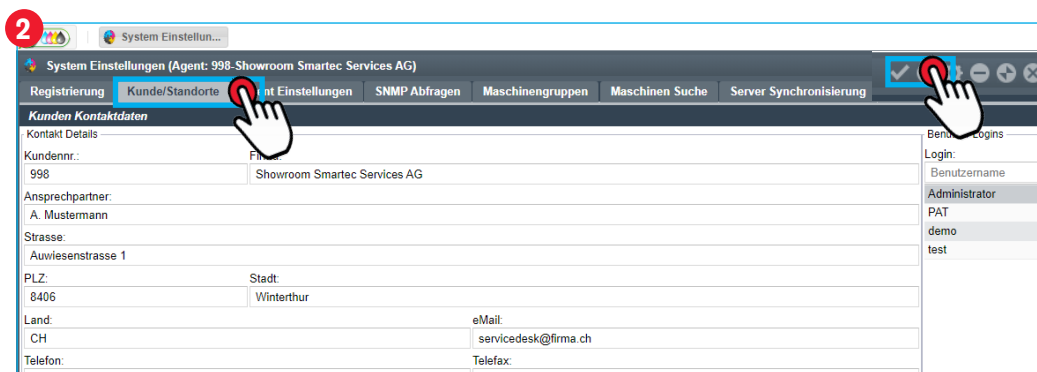 2
System Einstellun...
System Einstellungen (Agent: 998-Showroom Smartec Services AG)
Registrierung Kunde/Standorte Einstellungen SNMP Abfragen Maschinengruppen Maschinen Suche Server Synchronisierung
Kunden Kontaktdaten
Kontakt Details
Logins
Kundennr.:
Login:
998 Showroom Smartec Services AG
Benutzername
Ansprechpartner:
Administrator
A. Mustermann
PAT
Strasse:
demo
Auwiesenstrasse 1
test
PLZ: Stadt:
8406 Winterthur
Land: eMail:
CH servicedesk@firma.ch
Telefon: Telefax: